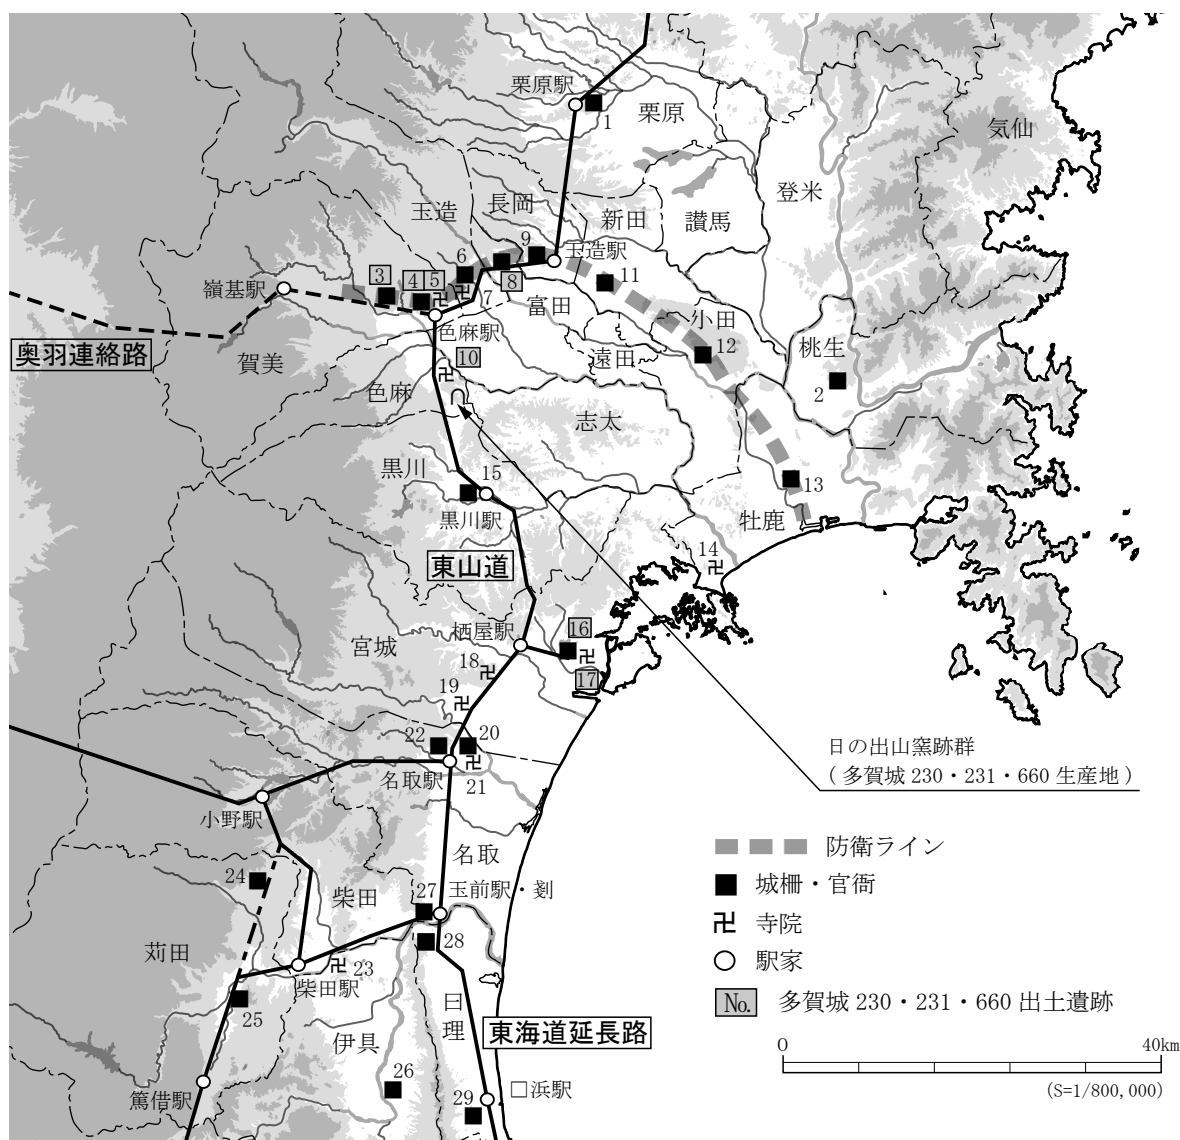 栗原駅
1
栗原
気仙
登米
長岡
玉造
新田
讃馬
9
6
玉造駅
3
4
5
8
11
嶺基駅
7
富田
小田
色麻駅
奥羽連絡路
賀美
10
遠田
12
桃生
2
色麻
志太
黒川
15
13
黒川駅
牡鹿
東山道
14
栖屋駅
16
宮城
18
17
19
22
20
日の出山窯跡群
(多賀城 230・231・660 生産地)
名取駅
21
小野駅
名取
防衛ライン
24
柴田
27
玉前駅・剗
城柵・官衙
寺院
苅田
28
23
駅家
柴田駅
No.
多賀城 230・231・660 出土遺跡
25
曰理
伊具
東海道延長路
0
40km
26
□浜駅
(S=1/800,000)
篤借駅
29